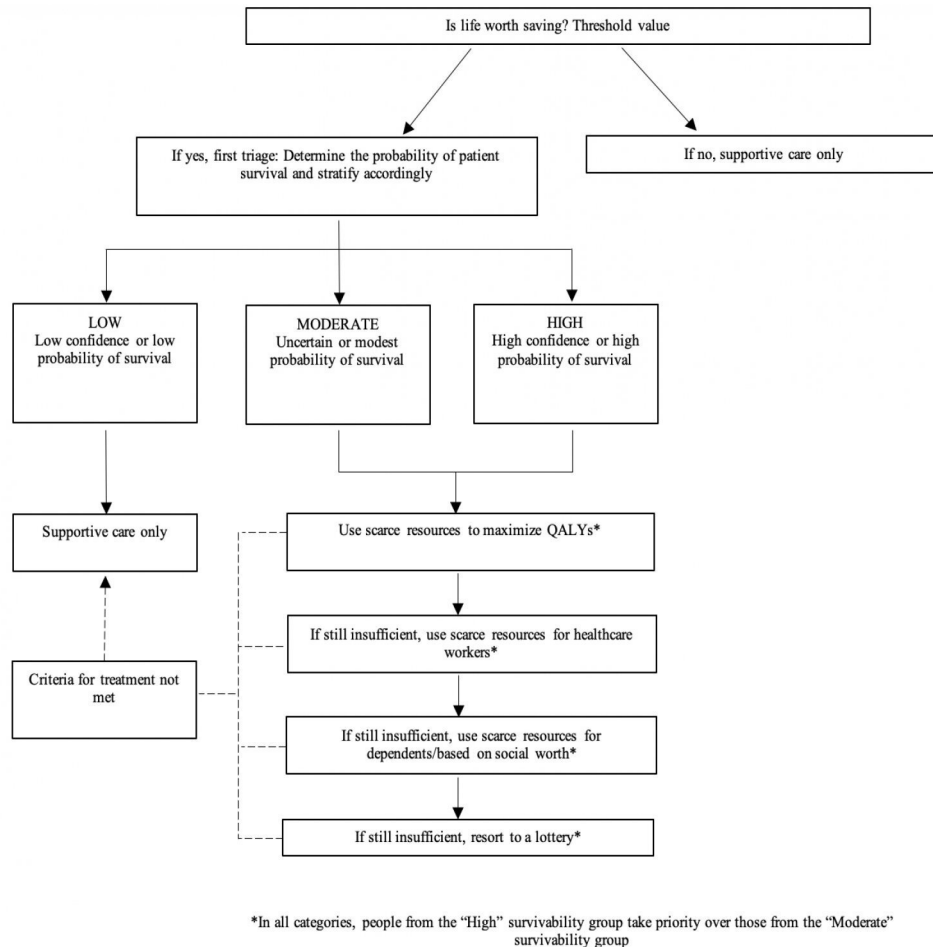 Is life worth saving? Threshold value
If yes, first triage: Determine the probability of patient
survival and stratify accordingly
If no, supportive care only
LOW
Low confidence or low
probability of survival
MODERATE
Uncertain or modest
probability of survival
HIGH
High confidence or high
probability of survival
Supportive care only
Use scarce resources to maximize QALYs*
If still insufficient, use scarce resources for healthcare
workers*
Criteria for treatment not
met
If still insufficient, use scarce resources for
dependents/based on social worth*
If still insufficient, resort to a lottery*
*In all categories, people from the “High” survivability group take priority over those from the “Moderate”
survivability group